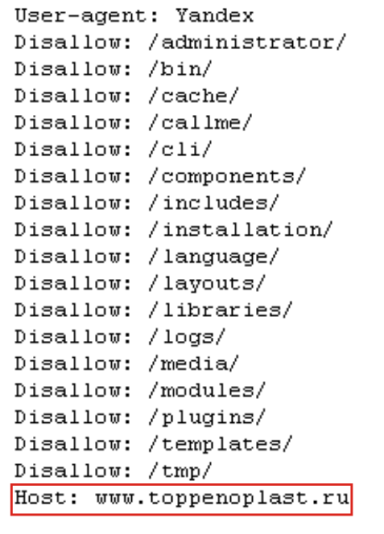 User-agent: Yandex
Disallow: /administrator/
Disallow: /bin/
Disallow: /cache/
Disallow: /callme/
Disallow: /cli/
Disallow: /components/
Disallow: /includes/
Disallow: /installation/
Disallow: /language/
Disallow: /layouts/
Disallow: /libraries/
Disallow: /logs/
Disallow: /media/
Disallow: /modules/
Disallow: /plugins/
Disallow: /templates/
Disallow: /tmp/
Host: www.toppenoplast.ru